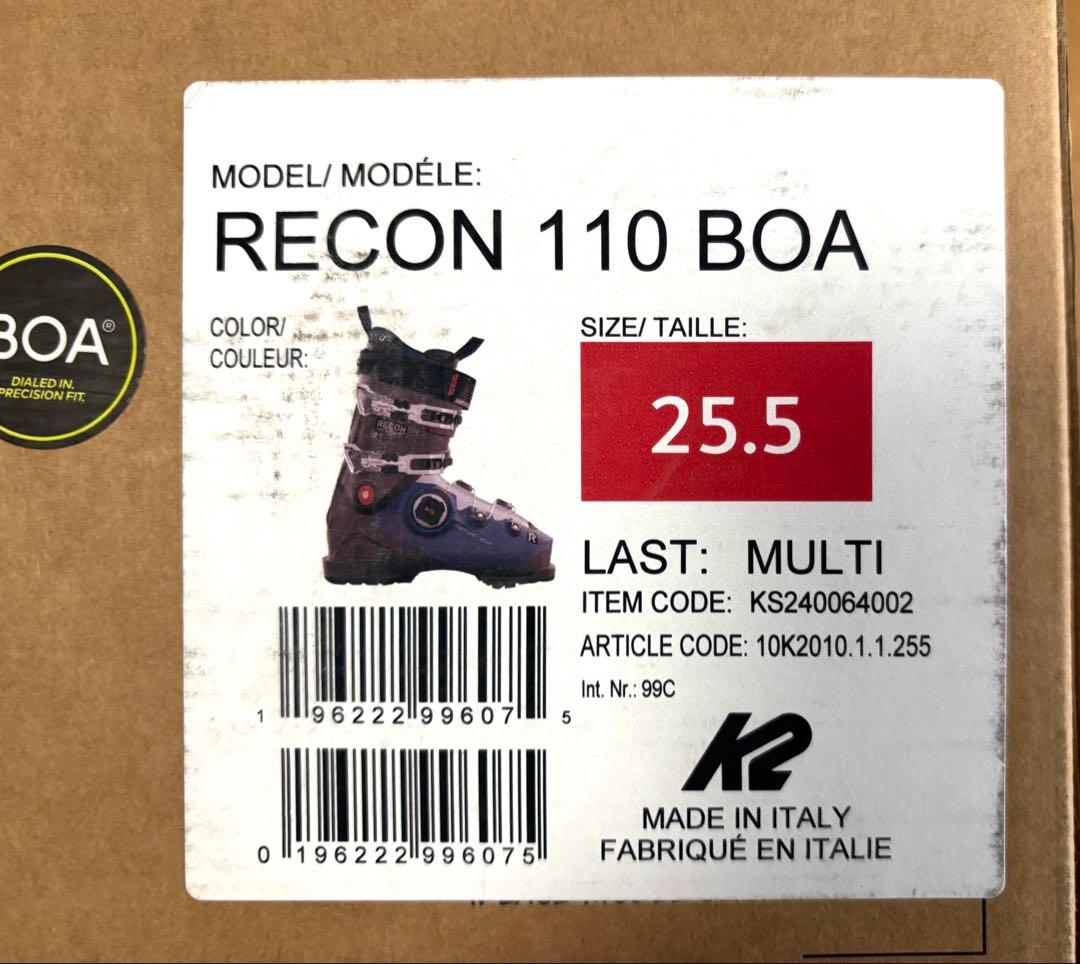 MODEL/ MODÉLE:
RECON 110 BOA
COLOR/
COULEUR:
RECON
SIZE/ TAILLE:
25.5
LAST: MULTI
ITEM CODE: KS240064002
ARTICLE CODE: 10K2010.1.1.255
Int. Nr.: 99C
1 96222 99607 5
0 196222 996075
K2
MADE IN ITALY
FABRIQUÉ EN ITALIE
BOA®
DIALED IN.
PRECISION FIT.